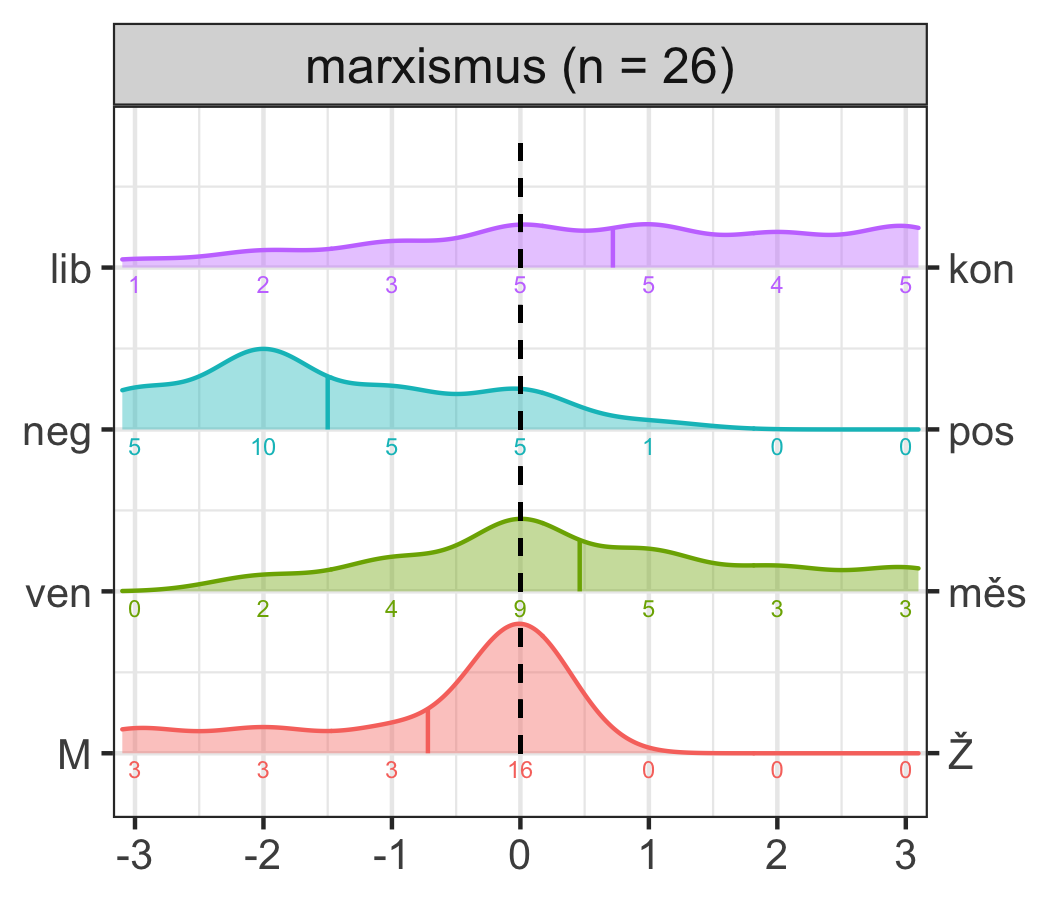 marxismus (n = 26)
lib kon
1 2 3 5 5 4 5
neg pos
5 10 5 5 1 0 0
ven měs
0 2 4 9 5 3 3
M Ž
3 3 3 16 0 0 0
-3 -2 -1 0 1 2 3